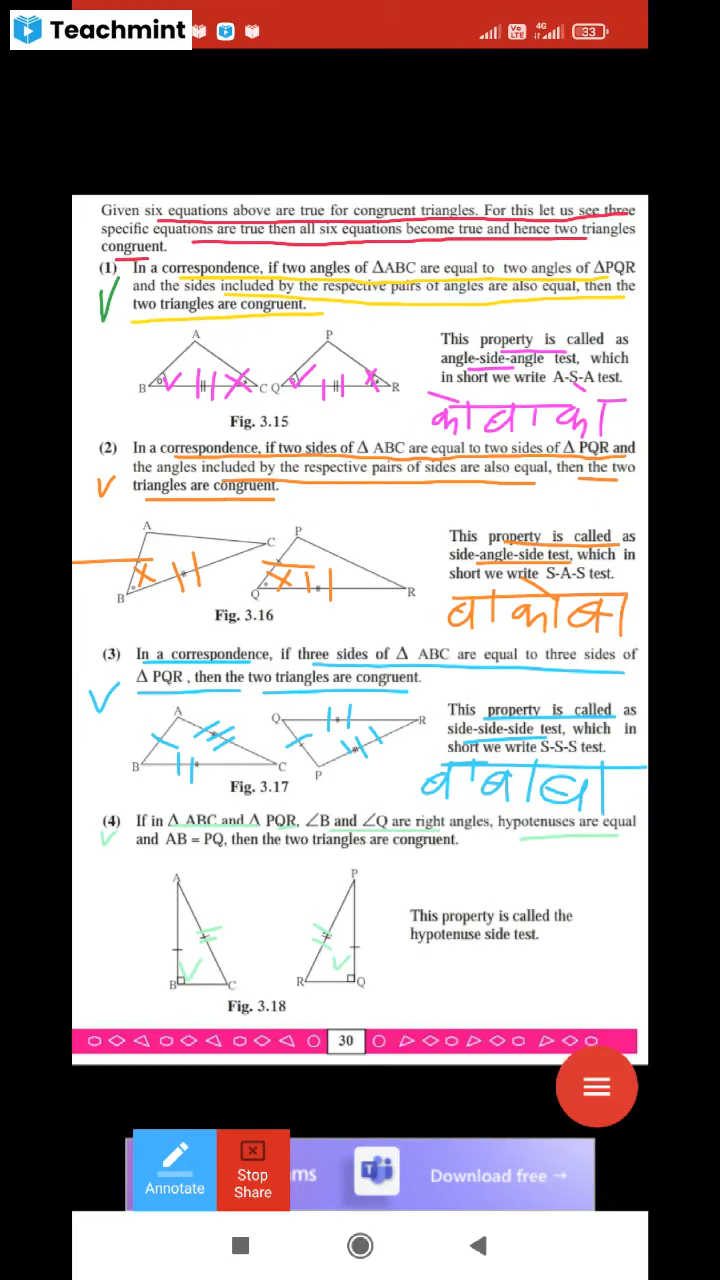 Teachmint
Vo LTE 4G 33
Given six equations above are true for congruent triangles. For this let us see three
specific equations are true then all six equations become true and hence two triangles
congruent.
(1) In a correspondence, if two angles of ΔABC are equal to two angles of ΔPQR
and the sides included by the respective pairs of angles are also equal, then the
two triangles are congruent.
A P
B C Q R
Fig. 3.15
This property is called as
angle-side-angle test, which
in short we write A-S-A test.
को बा को
(2) In a correspondence, if two sides of Δ ABC are equal to two sides of Δ PQR and
the angles included by the respective pairs of sides are also equal, then the two
triangles are congruent.
A P
C
B Q R
Fig. 3.16
This property is called as
side-angle-side test, which in
short we write S-A-S test.
बा को बा
(3) In a correspondence, if three sides of Δ ABC are equal to three sides of
Δ PQR , then the two triangles are congruent.
A Q R
B C P
Fig. 3.17
This property is called as
side-side-side test, which in
short we write S-S-S test.
बा बा बा
(4) If in Δ ABC and Δ PQR, ∠B and ∠Q are right angles, hypotenuses are equal
and AB = PQ, then the two triangles are congruent.
A P
B C R Q
Fig. 3.18
This property is called the
hypotenuse side test.
30
Annotate
Stop
Share
ms
Download free →